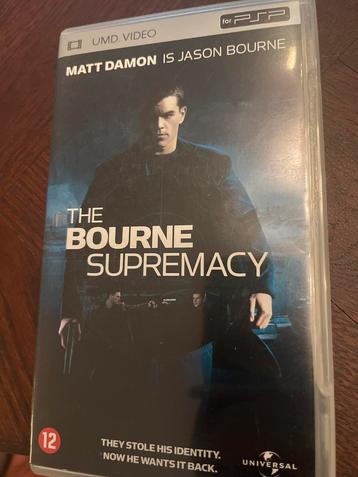 UMD VIDEO
for PSP
MATT DAMON IS JASON BOURNE
THE
BOURNE
SUPREMACY
THEY STOLE HIS IDENTITY.
NOW HE WANTS IT BACK.
12
UNIVERSAL